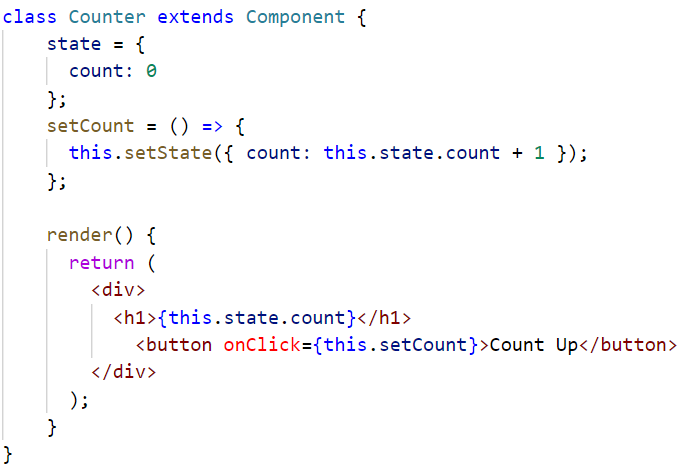 class Counter extends Component {
    state = {
      count: 0
    };
    setCount = () => {
      this.setState({ count: this.state.count + 1 });
    };

    render() {
      return (
        <div>
          <h1>{this.state.count}</h1>
            <button onClick={this.setCount}>Count Up</button>
        </div>
      );
    }
}